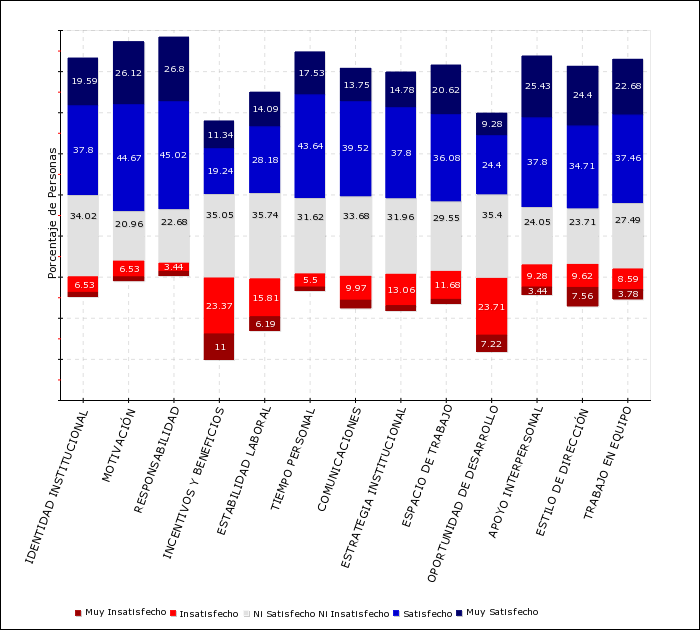 Porcentaje de Personas
19.59 26.12 26.8 11.34 14.09 17.53 13.75 14.78 20.62 9.28 25.43 24.4 22.68
37.8 44.67 45.02 19.24 28.18 43.64 39.52 37.8 36.08 24.4 37.8 34.71 37.46
34.02 20.96 22.68 35.05 35.74 31.62 33.68 31.96 29.55 35.4 24.05 23.71 27.49
6.53 6.53 3.44 23.37 15.81 5.5 9.97 13.06 11.68 23.71 9.28 9.62 8.59
11 6.19 7.22 3.44 7.56 3.78
IDENTIDAD INSTITUCIONAL
MOTIVACIÓN
RESPONSABILIDAD
INCENTIVOS Y BENEFICIOS
ESTABILIDAD LABORAL
TIEMPO PERSONAL
COMUNICACIONES
ESTRATEGIA INSTITUCIONAL
ESPACIO DE TRABAJO
OPORTUNIDAD DE DESARROLLO
APOYO INTERPERSONAL
ESTILO DE DIRECCIÓN
TRABAJO EN EQUIPO
Muy Insatisfecho Insatisfecho Ni Satisfecho Ni Insatisfecho Satisfecho Muy Satisfecho